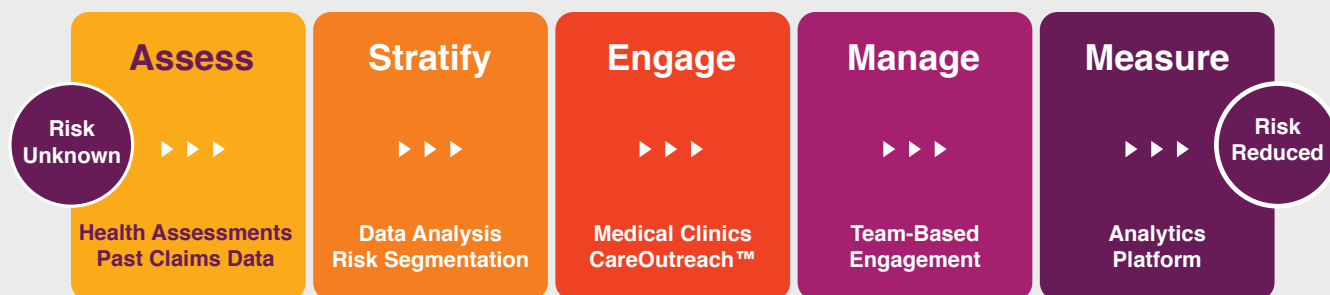 Assess
Stratify
Engage
Manage
Measure
Risk
Unknown
Risk
Reduced
Health Assessments
Past Claims Data
Data Analysis
Risk Segmentation
Medical Clinics
CareOutreach™
Team-Based
Engagement
Analytics
Platform